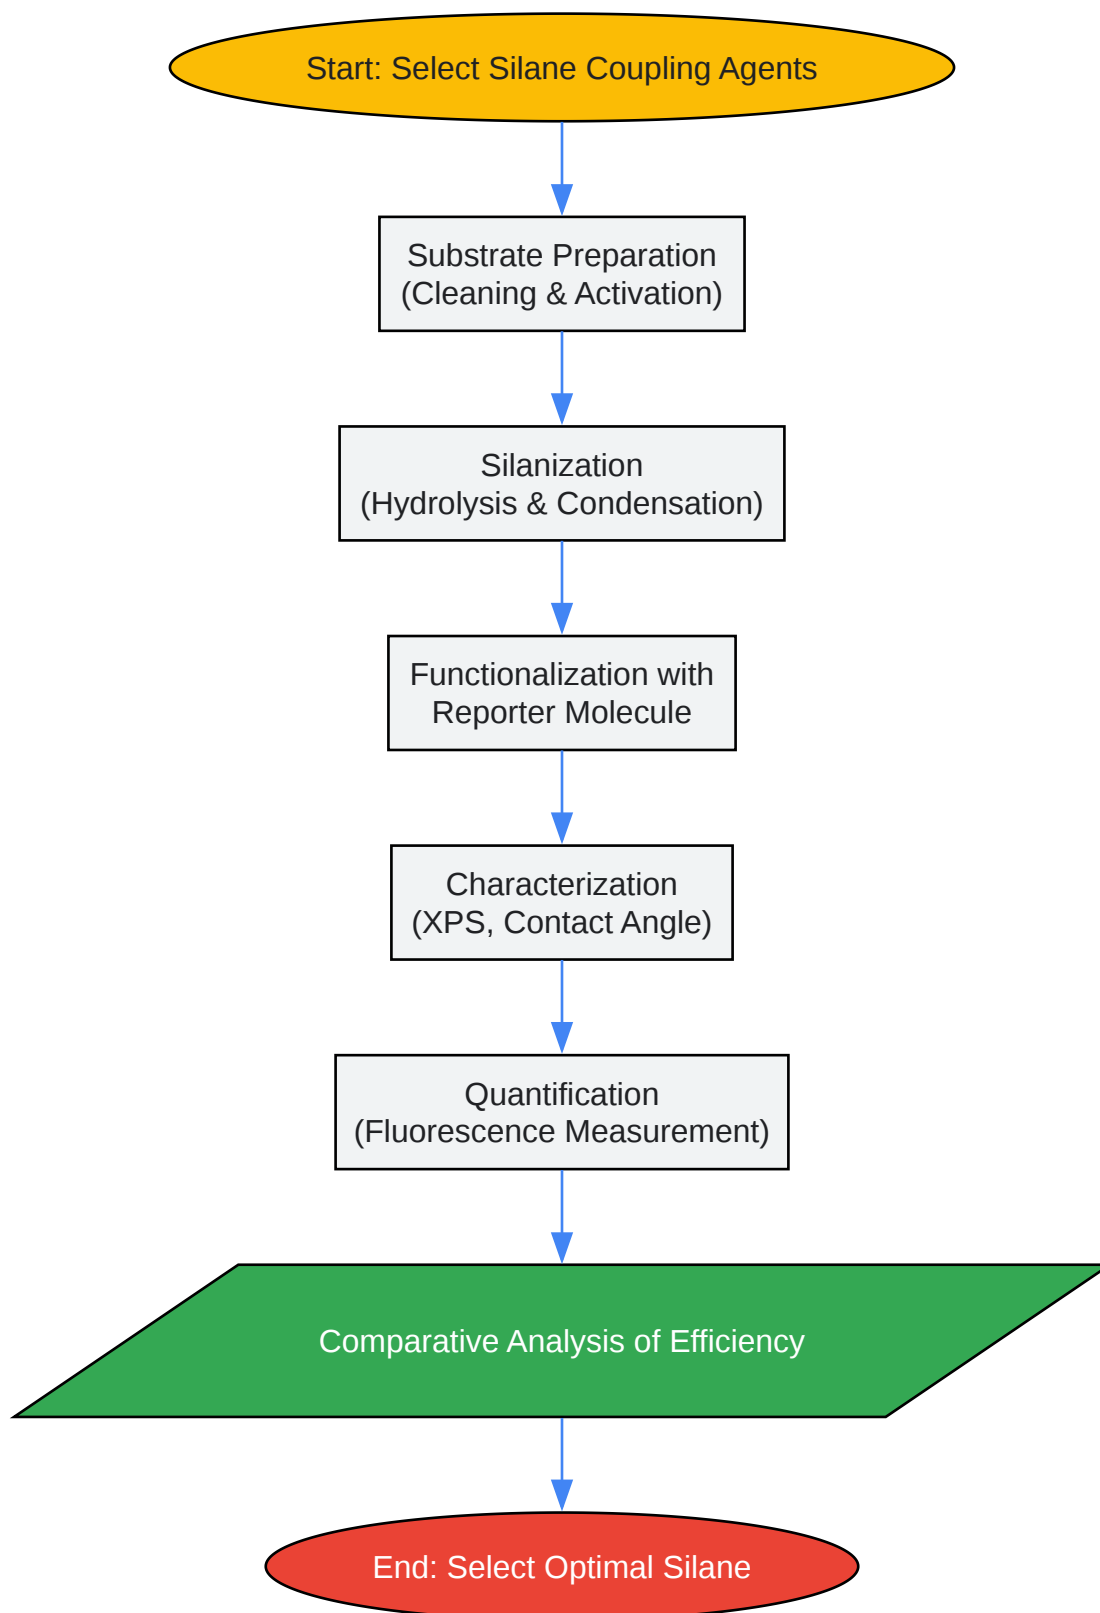 Start: Select Silane Coupling Agents
Substrate Preparation
(Cleaning & Activation)
Silanization
(Hydrolysis & Condensation)
Functionalization with
Reporter Molecule
Characterization
(XPS, Contact Angle)
Quantification
(Fluorescence Measurement)
Comparative Analysis of Efficiency
End: Select Optimal Silane